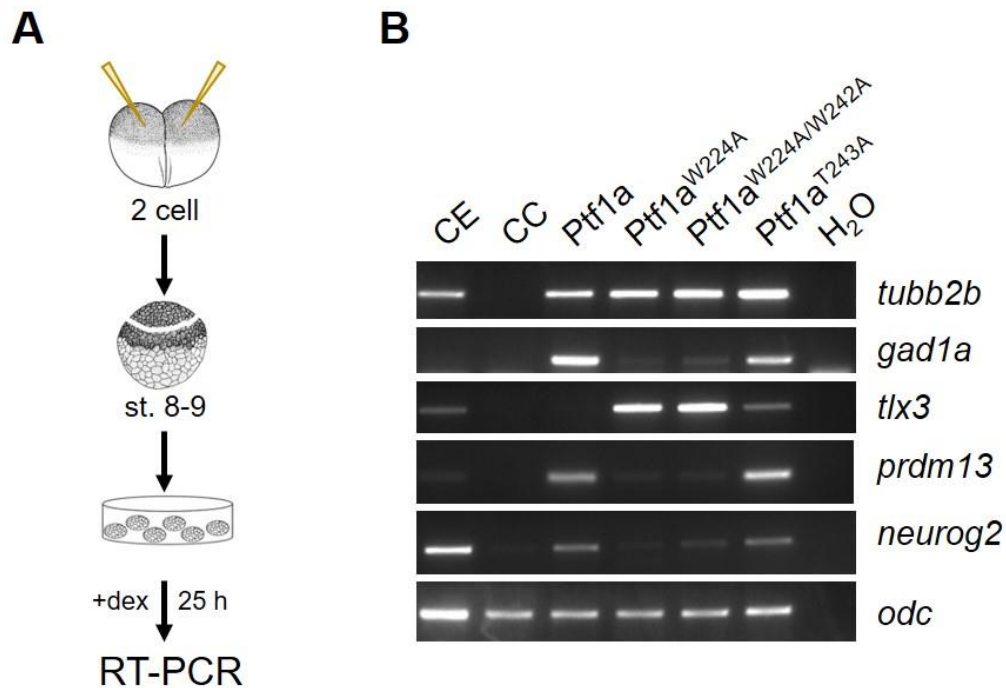 A
2 cell
st. 8-9
+dex 25 h
RT-PCR
B
CE
CC
Ptf1a
Ptf1a^W224A
Ptf1a^W224A/W242A
Ptf1a^T243A
H₂O
tubb2b
gad1a
tlx3
prdm13
neurog2
odc